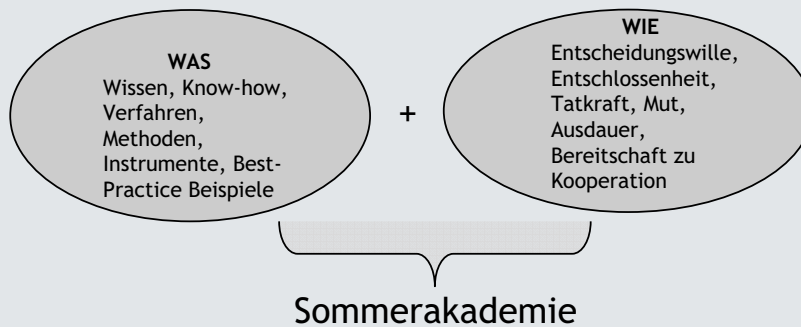 WAS
Wissen, Know-how,
Verfahren,
Methoden,
Instrumente, Best-
Practice Beispiele
+
WIE
Entscheidungswille,
Entschlossenheit,
Tatkraft, Mut,
Ausdauer,
Bereitschaft zu
Kooperation
Sommerakademie